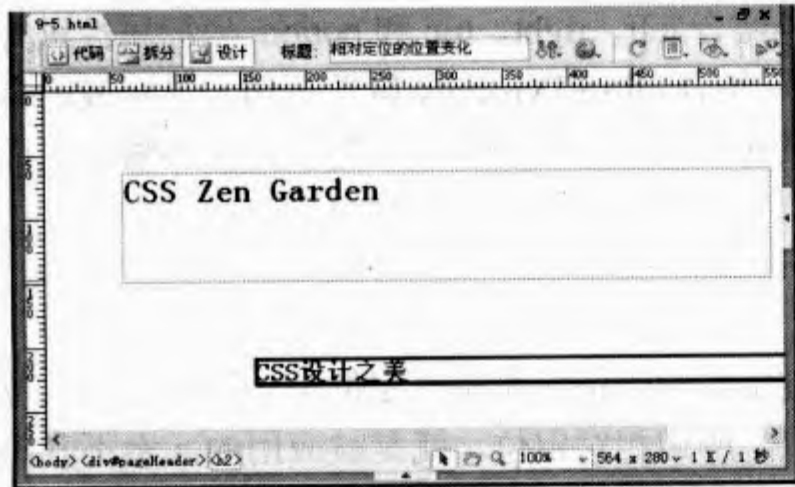 9-5.html
代码 拆分 设计 标题: 相对定位的位置变化
0 50 100 150 200 250 300 350 400 450 500 550
CSS Zen Garden
CSS设计之美
<body> <div#pageHeader> <h2> 100% 564 x 280 1 K / 1 秒